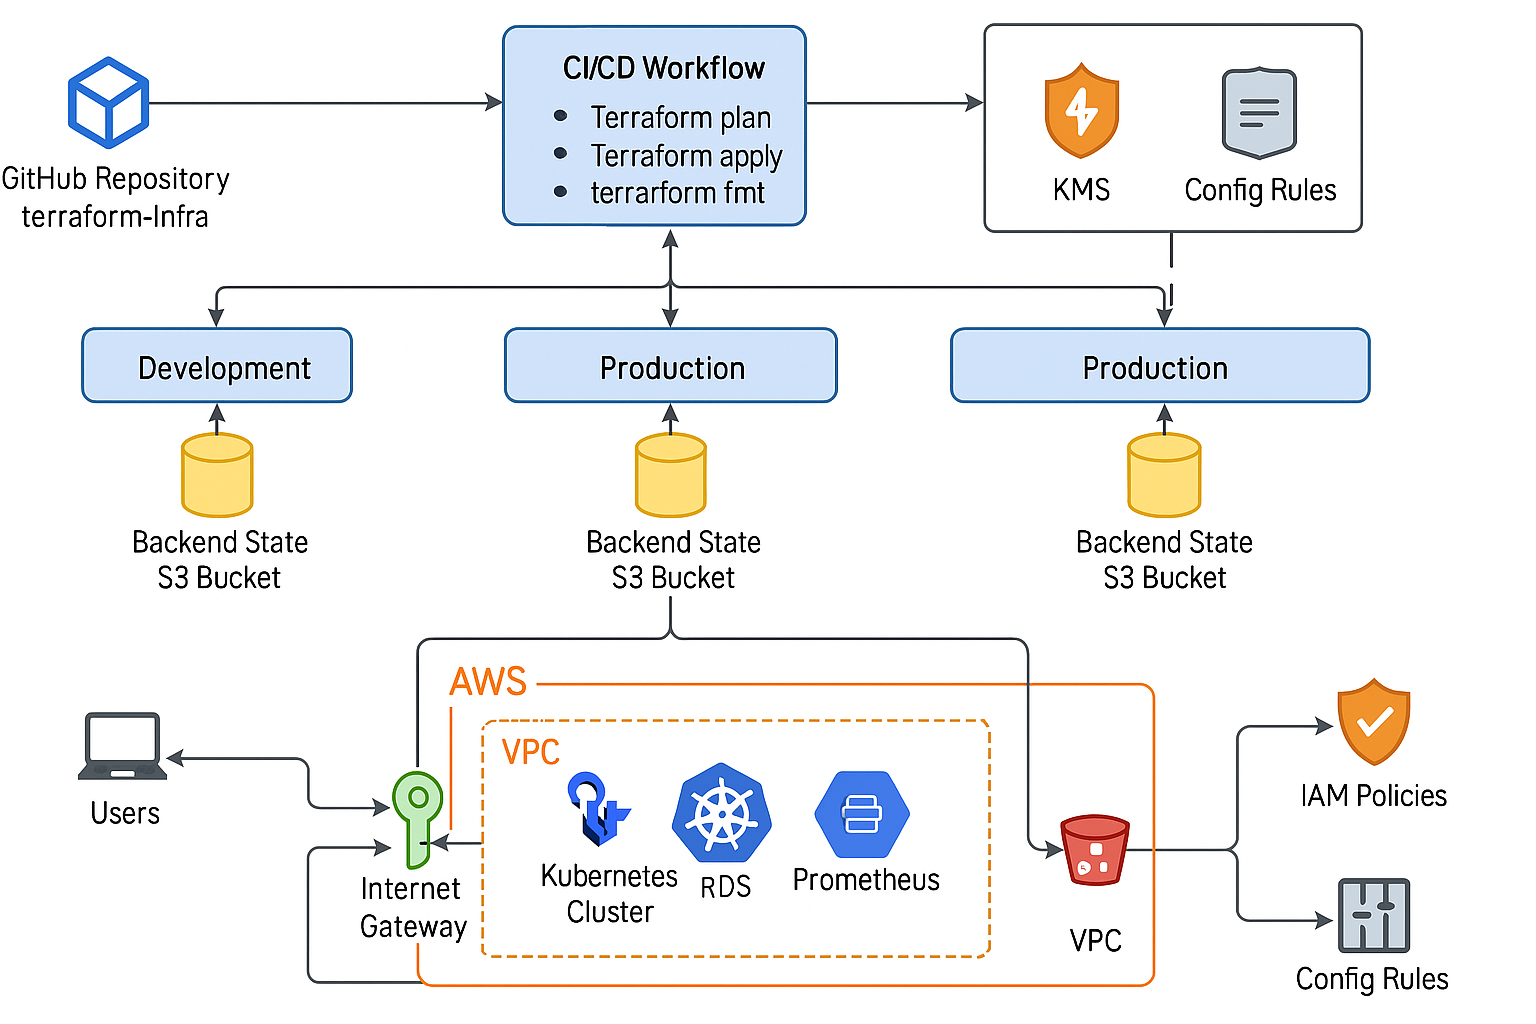 CI/CD Workflow
• Terraform plan
• Terraform apply
• terrarform fmt
GitHub Repository
terraform-Infra
KMS
Config Rules
Development
Production
Production
Backend State
S3 Bucket
Backend State
S3 Bucket
Backend State
S3 Bucket
AWS
VPC
Users
Internet
Gateway
Kubernetes
Cluster
RDS
Prometheus
VPC
IAM Policies
Config Rules